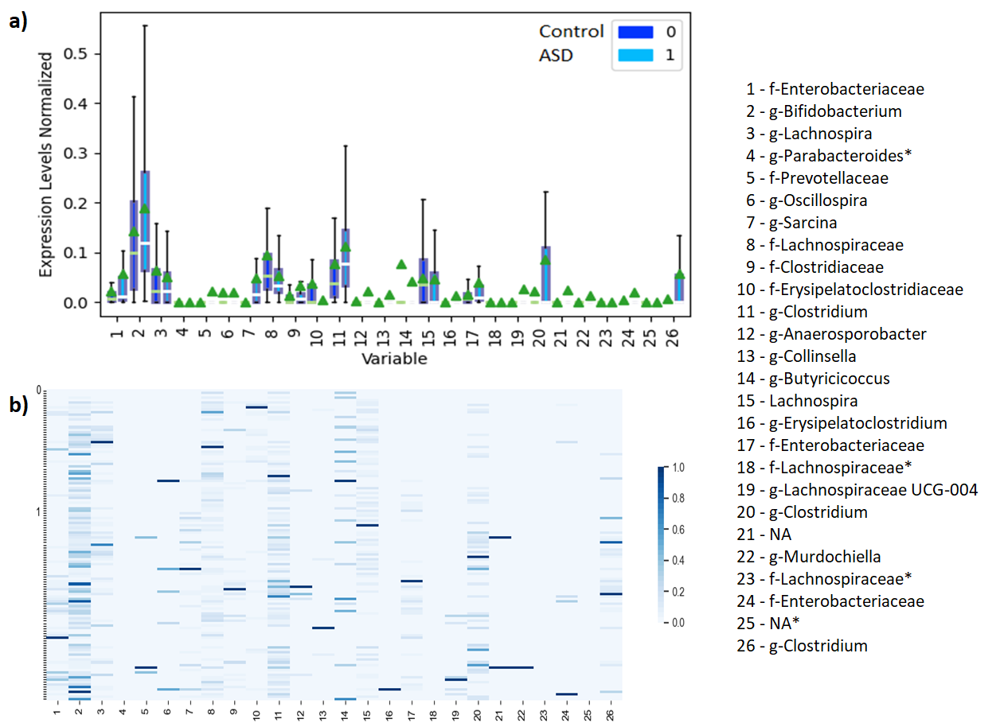 a)
Expression Levels Normalized
0.5
0.4
0.3
0.2
0.1
0.0
Control 0
ASD 1
1 2 3 4 5 6 7 8 9 10 11 12 13 14 15 16 17 18 19 20 21 22 23 24 25 26
Variable
b)
0
1
1 2 3 4 5 6 7 8 9 10 11 12 13 14 15 16 17 18 19 20 21 22 23 24 25 26
1.0
0.8
0.6
0.4
0.2
0.0
1 - f-Enterobacteriaceae
2 - g-Bifidobacterium
3 - g-Lachnospira
4 - g-Parabacteroides*
5 - f-Prevotellaceae
6 - g-Oscillospira
7 - g-Sarcina
8 - f-Lachnospiraceae
9 - f-Clostridiaceae
10 - f-Erysipelatoclostridiaceae
11 - g-Clostridium
12 - g-Anaerosporobacter
13 - g-Collinsella
14 - g-Butyricicoccus
15 - Lachnospira
16 - g-Erysipelatoclostridium
17 - f-Enterobacteriaceae
18 - f-Lachnospiraceae*
19 - g-Lachnospiraceae UCG-004
20 - g-Clostridium
21 - NA
22 - g-Murdochiella
23 - f-Lachnospiraceae*
24 - f-Enterobacteriaceae
25 - NA*
26 - g-Clostridium